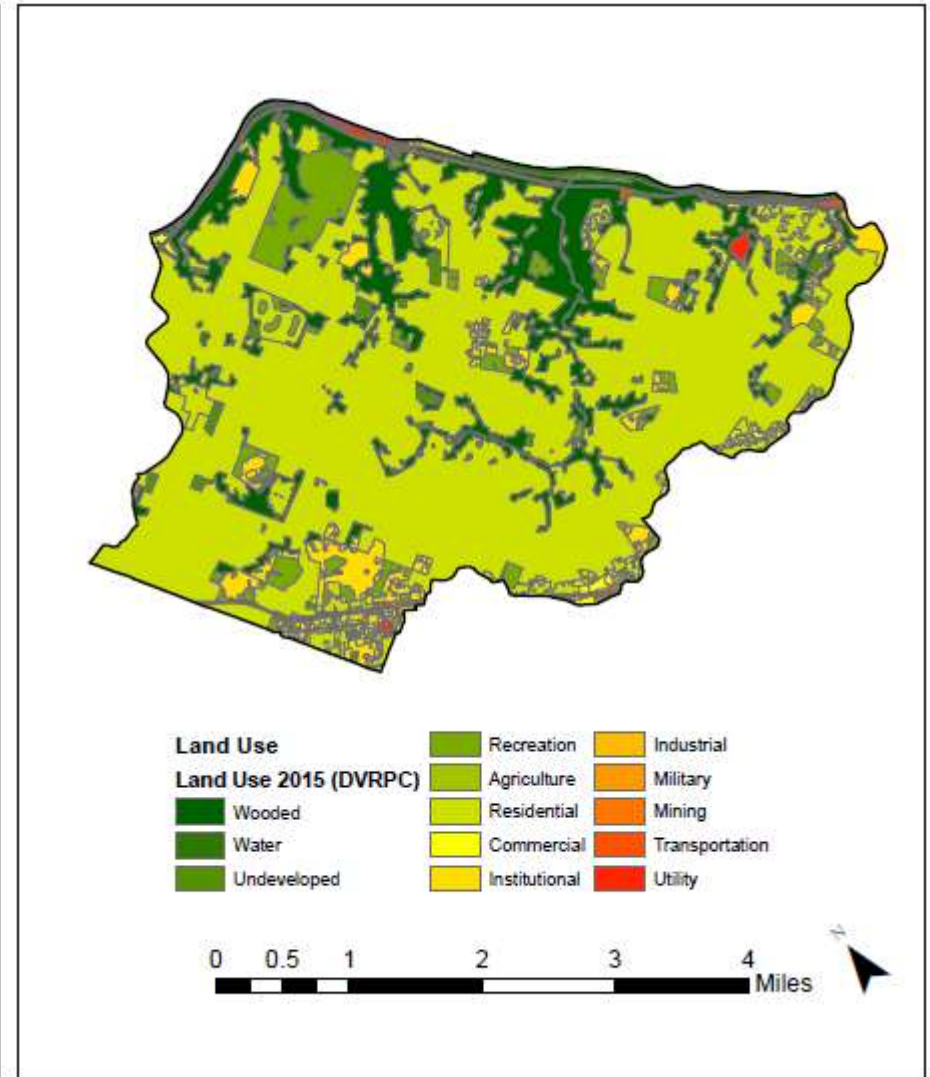 Land Use
Land Use 2015 (DVRPC)
Wooded
Water
Undeveloped
Recreation
Agriculture
Residential
Commercial
Institutional
Industrial
Military
Mining
Transportation
Utility
0 0.5 1 2 3 4
Miles
N